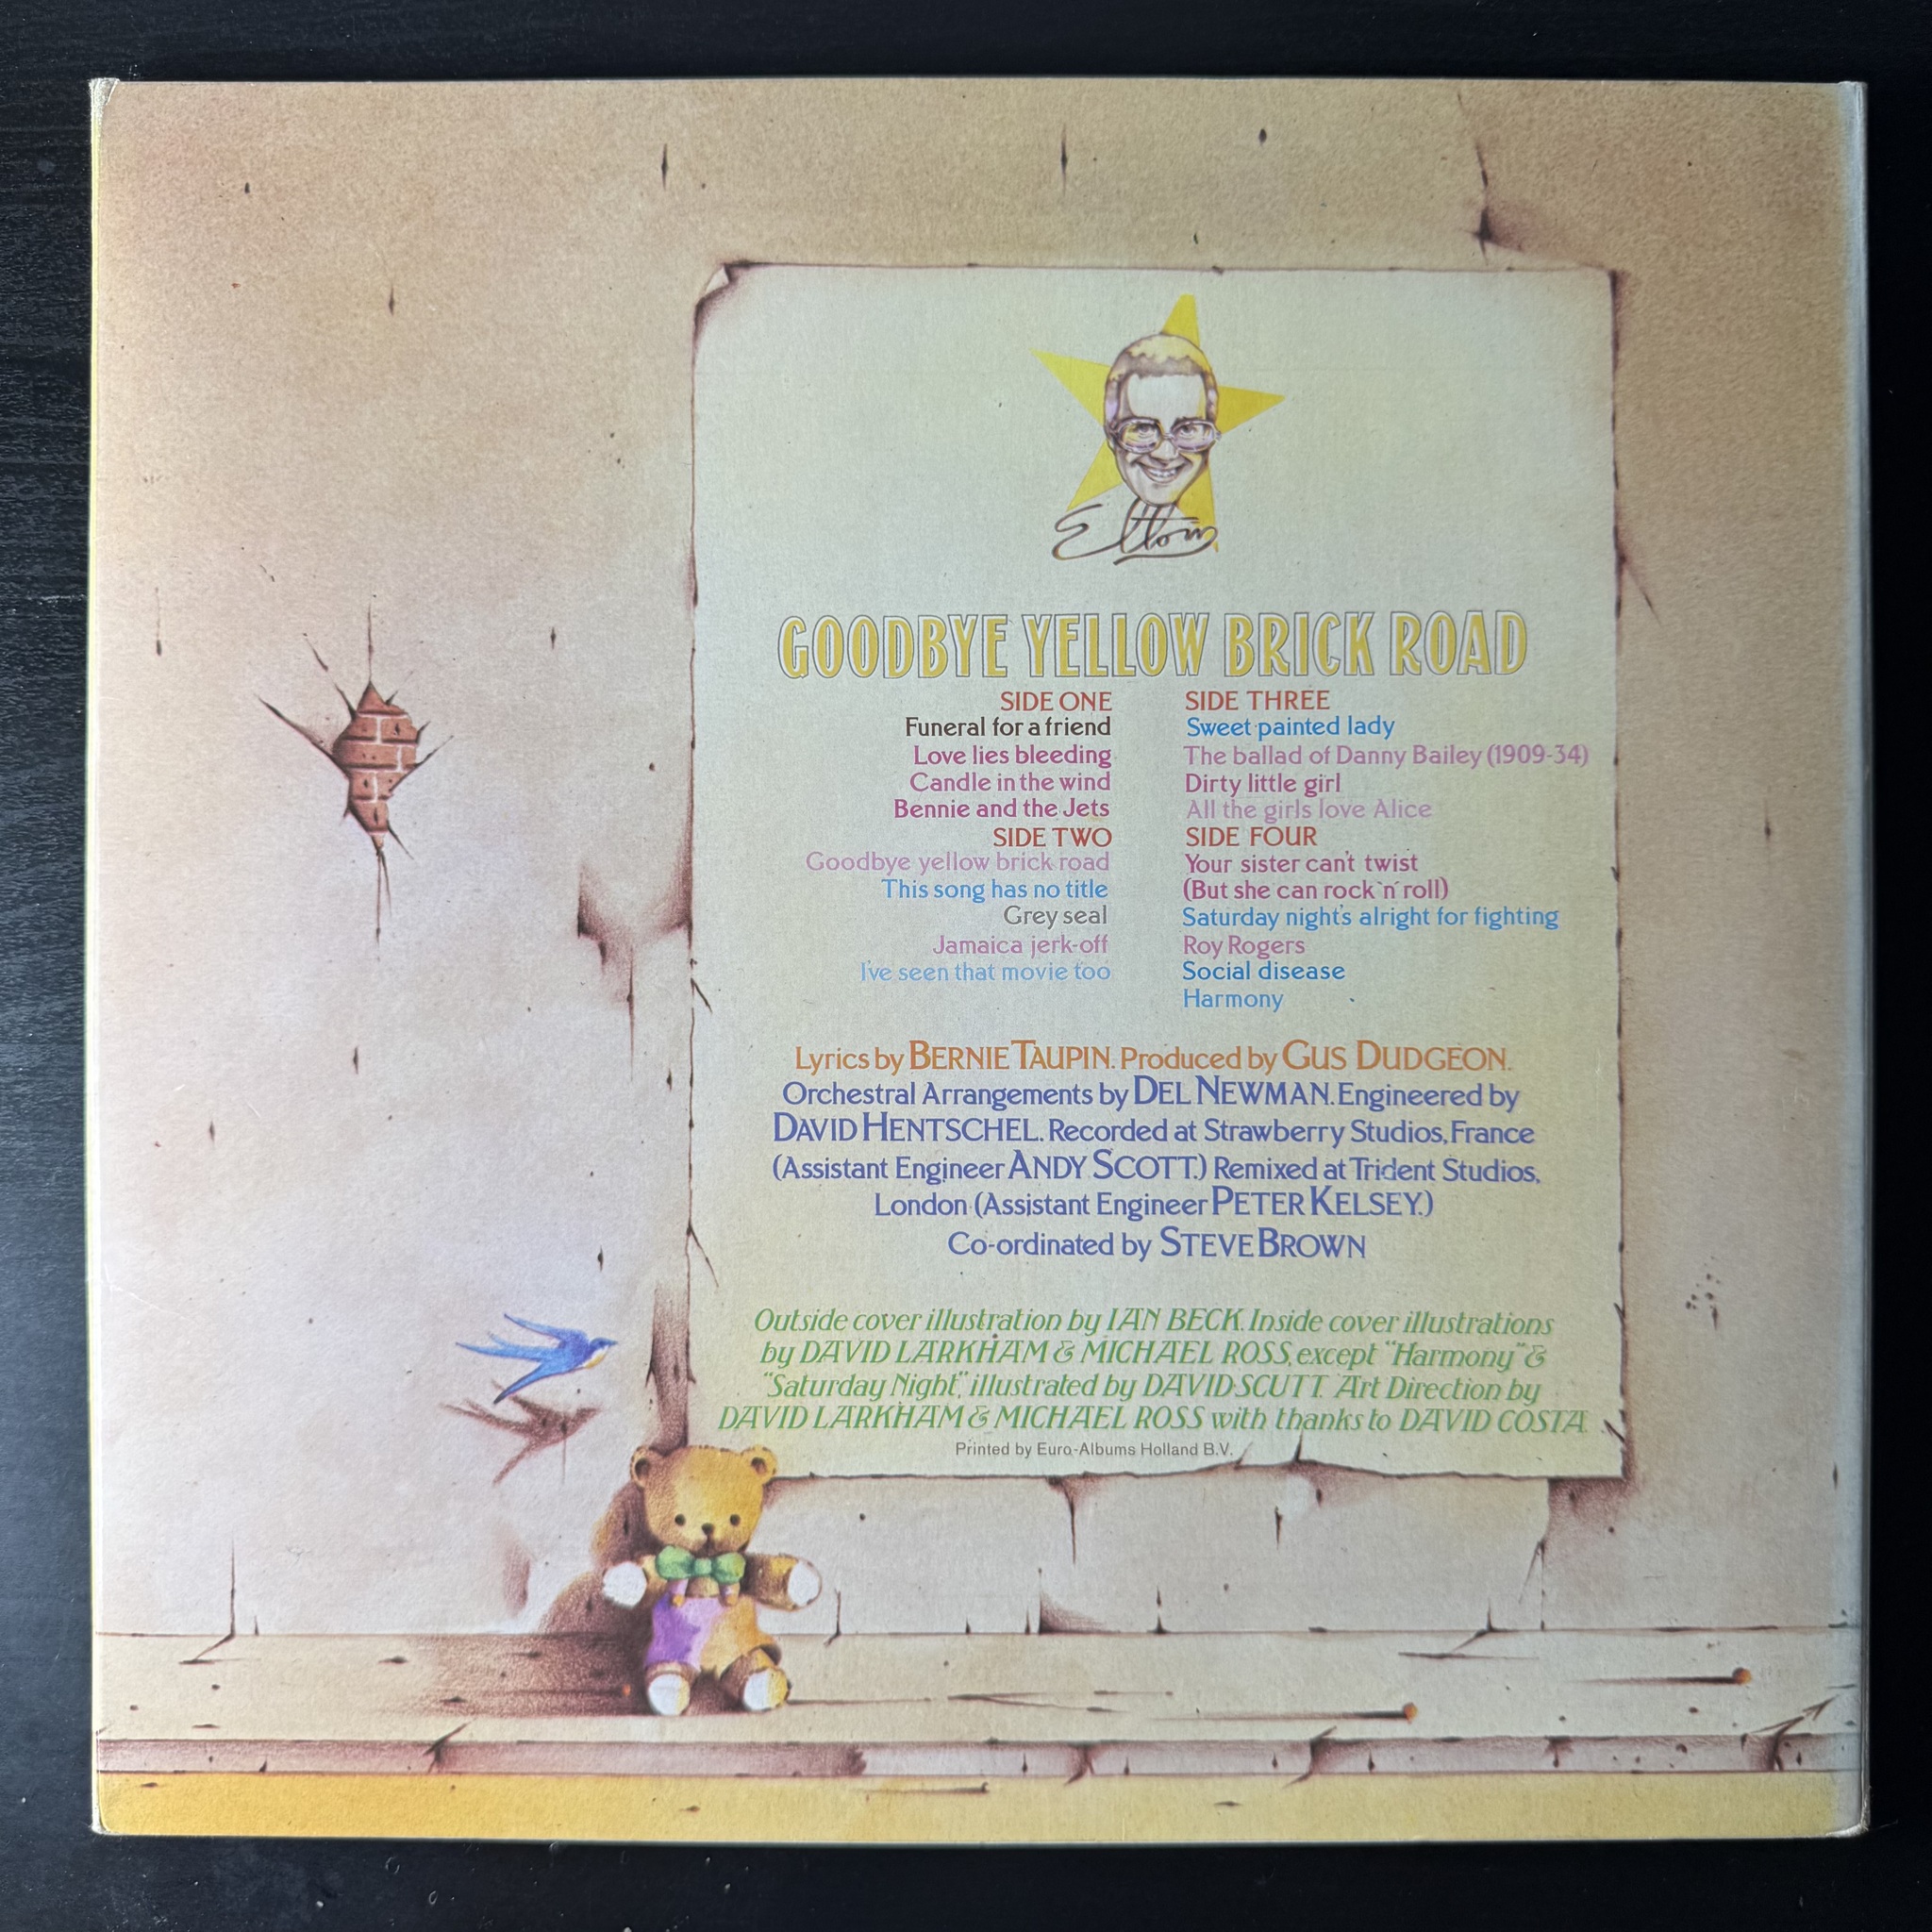 Elton
GOODBYE YELLOW BRICK ROAD
SIDE ONE
Funeral for a friend
Love lies bleeding
Candle in the wind
Bennie and the Jets
SIDE TWO
Goodbye yellow brick road
This song has no title
Grey seal
Jamaica jerk-off
I've seen that movie too
SIDE THREE
Sweet painted lady
The ballad of Danny Bailey (1909-34)
Dirty little girl
All the girls love Alice
SIDE FOUR
Your sister can't twist
(But she can rock 'n' roll)
Saturday night's alright for fighting
Roy Rogers
Social disease
Harmony
Lyrics by BERNIE TAUPIN. Produced by GUS DUDGEON.
Orchestral Arrangements by DEL NEWMAN. Engineered by
DAVID HENTSCHEL. Recorded at Strawberry Studios, France
(Assistant Engineer ANDY SCOTT.) Remixed at Trident Studios,
London (Assistant Engineer PETER KELSEY.)
Co-ordinated by STEVE BROWN
Outside cover illustration by IAN BECK. Inside cover illustrations
by DAVID LARKHAM & MICHAEL ROSS, except "Harmony" &
"Saturday Night", illustrated by DAVID SCUTT. Art Direction by
DAVID LARKHAM & MICHAEL ROSS with thanks to DAVID COSTA.
Printed by Euro-Albums Holland B.V.